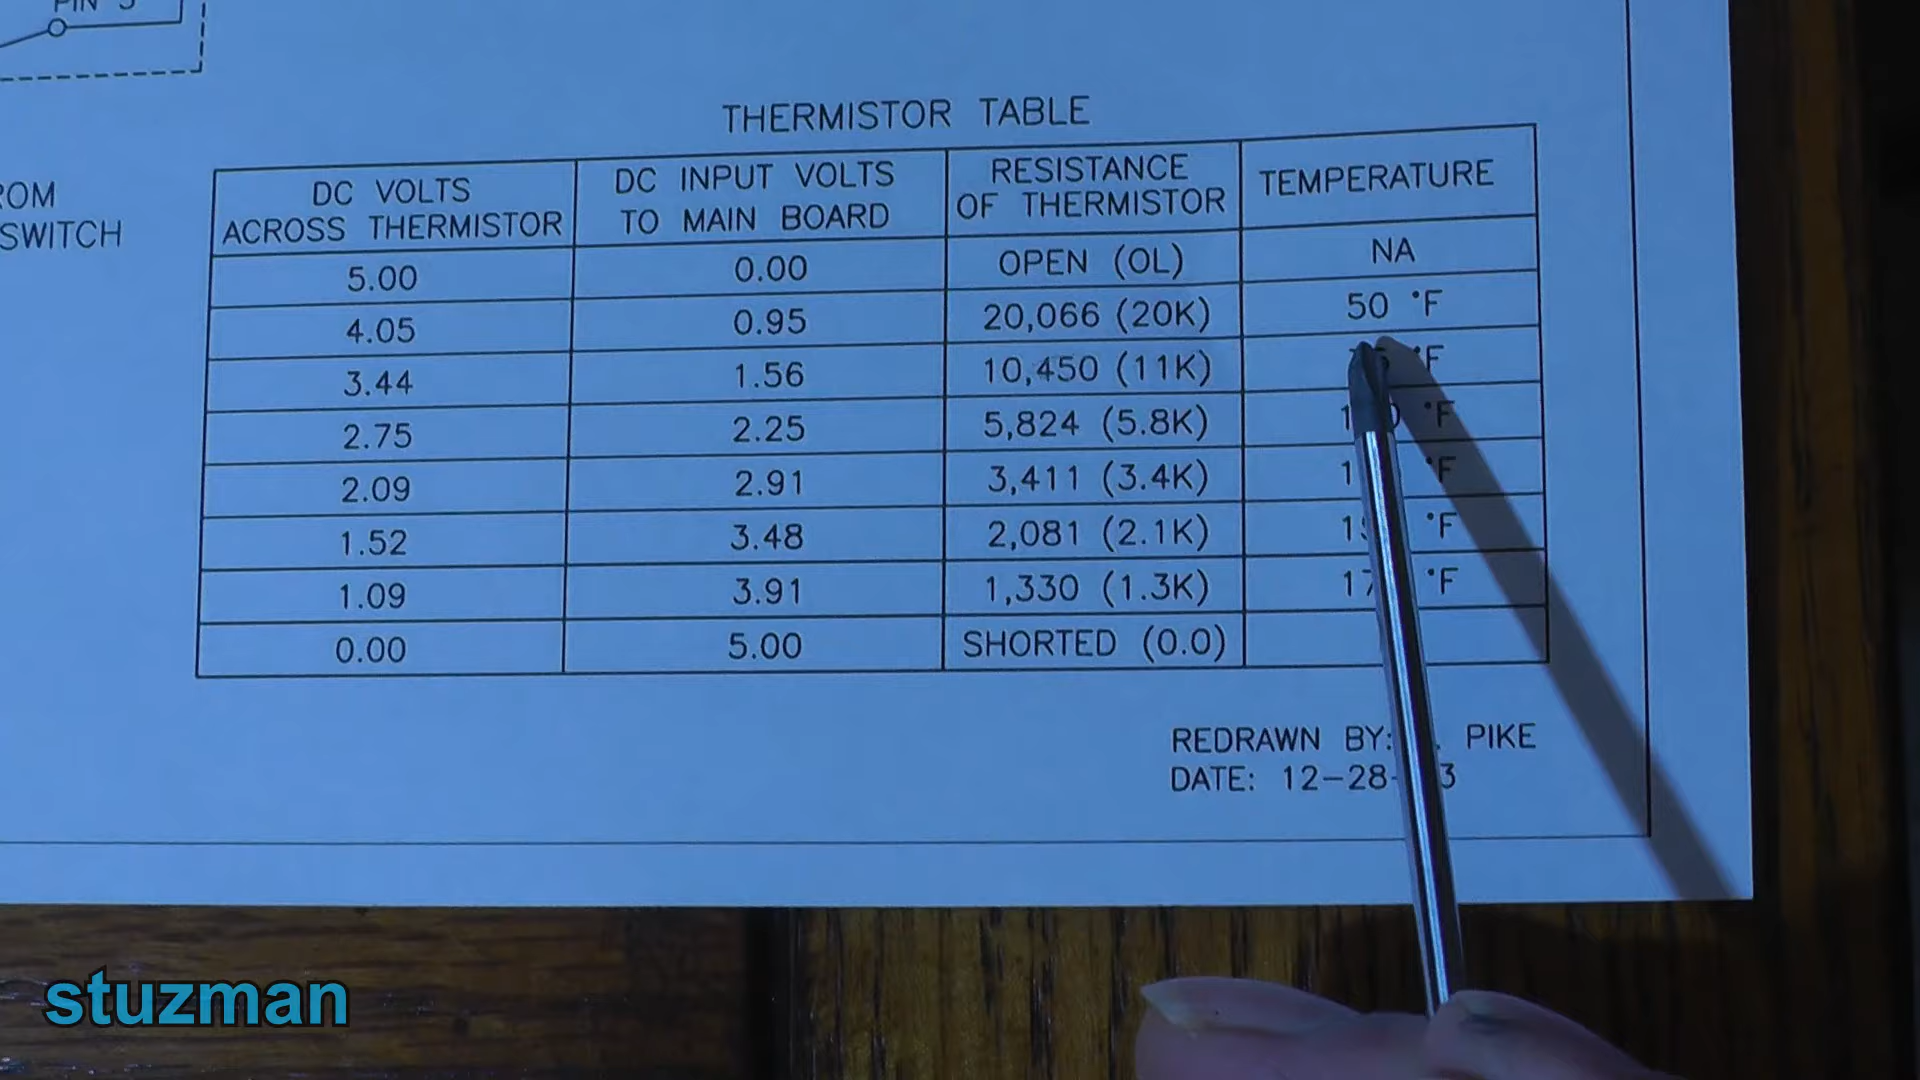 PIN 3
THERMISTOR TABLE
ROM
SWITCH
DC VOLTS ACROSS THERMISTOR DC INPUT VOLTS TO MAIN BOARD RESISTANCE OF THERMISTOR TEMPERATURE
5.00 0.00 OPEN (OL) NA
4.05 0.95 20,066 (20K) 50 °F
3.44 1.56 10,450 (11K) °F
2.75 2.25 5,824 (5.8K) °F
2.09 2.91 3,411 (3.4K) °F
1.52 3.48 2,081 (2.1K) °F
1.09 3.91 1,330 (1.3K) °F
0.00 5.00 SHORTED (0.0)
REDRAWN BY: PIKE
DATE: 12-28-
stuzman